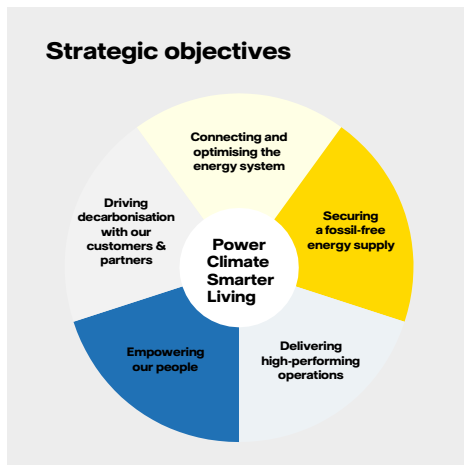 Strategic objectives
Connecting and
optimising the
energy system
Securing
a fossil-free
energy supply
Delivering
high-performing
operations
Empowering
our people
Driving
decarbonisation
with our
customers &
partners
Power
Climate
Smarter
Living